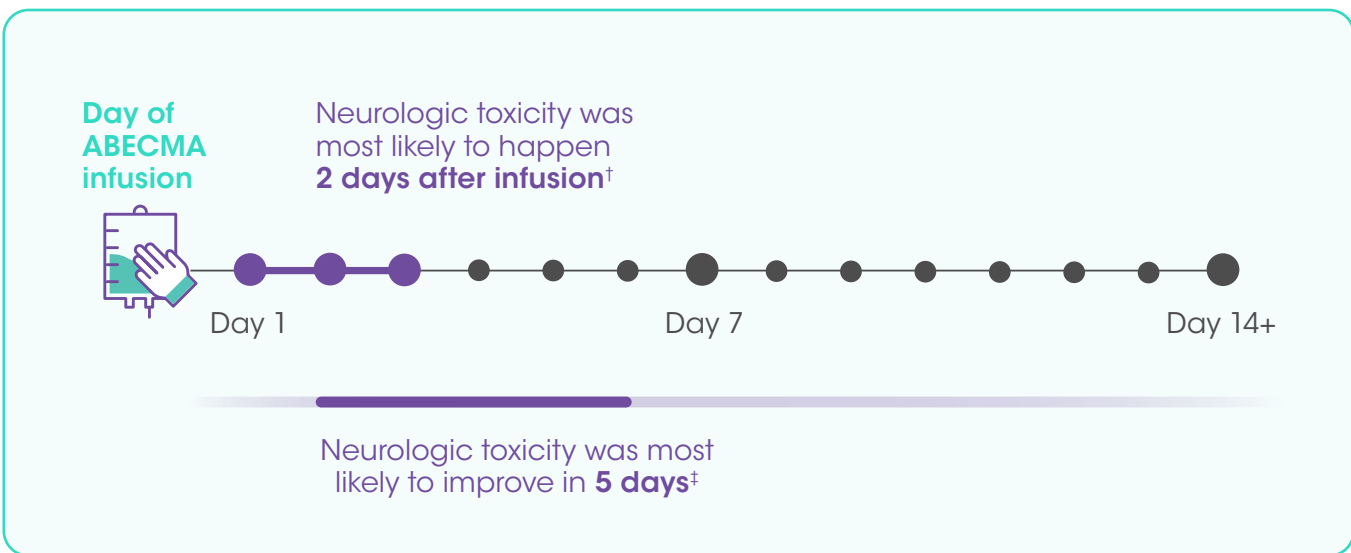 Day of
ABECMA
infusion
Neurologic toxicity was
most likely to happen
2 days after infusion†
Day 1
Day 7
Day 14+
Neurologic toxicity was most
likely to improve in 5 days‡